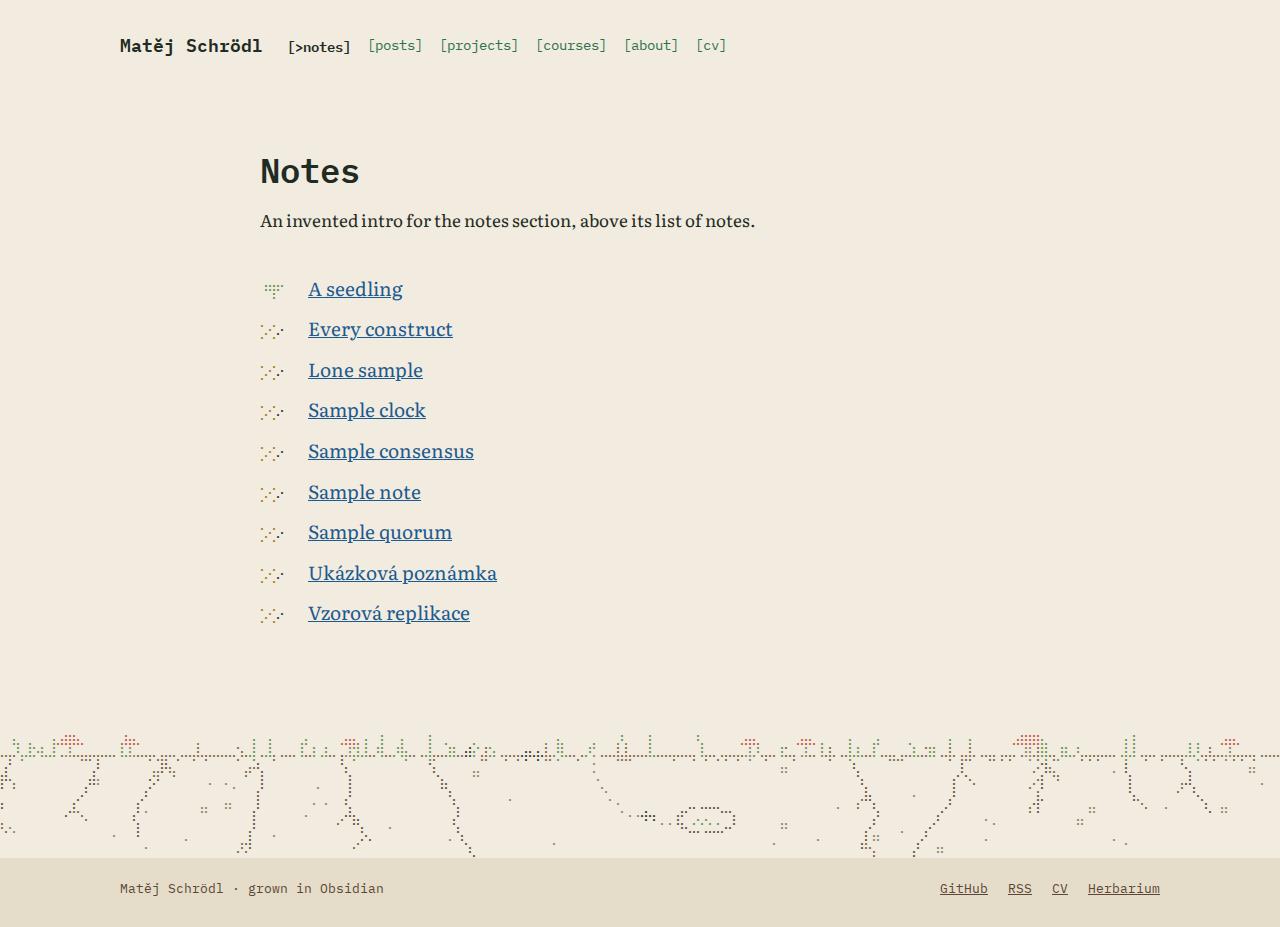 Matěj Schrödl [>notes] [posts] [projects] [courses] [about] [cv]
Notes
An invented intro for the notes section, above its list of notes.
A seedling
Every construct
Lone sample
Sample clock
Sample consensus
Sample note
Sample quorum
Ukázková poznámka
Vzorová replikace
Matěj Schrödl · grown in Obsidian GitHub RSS CV Herbarium